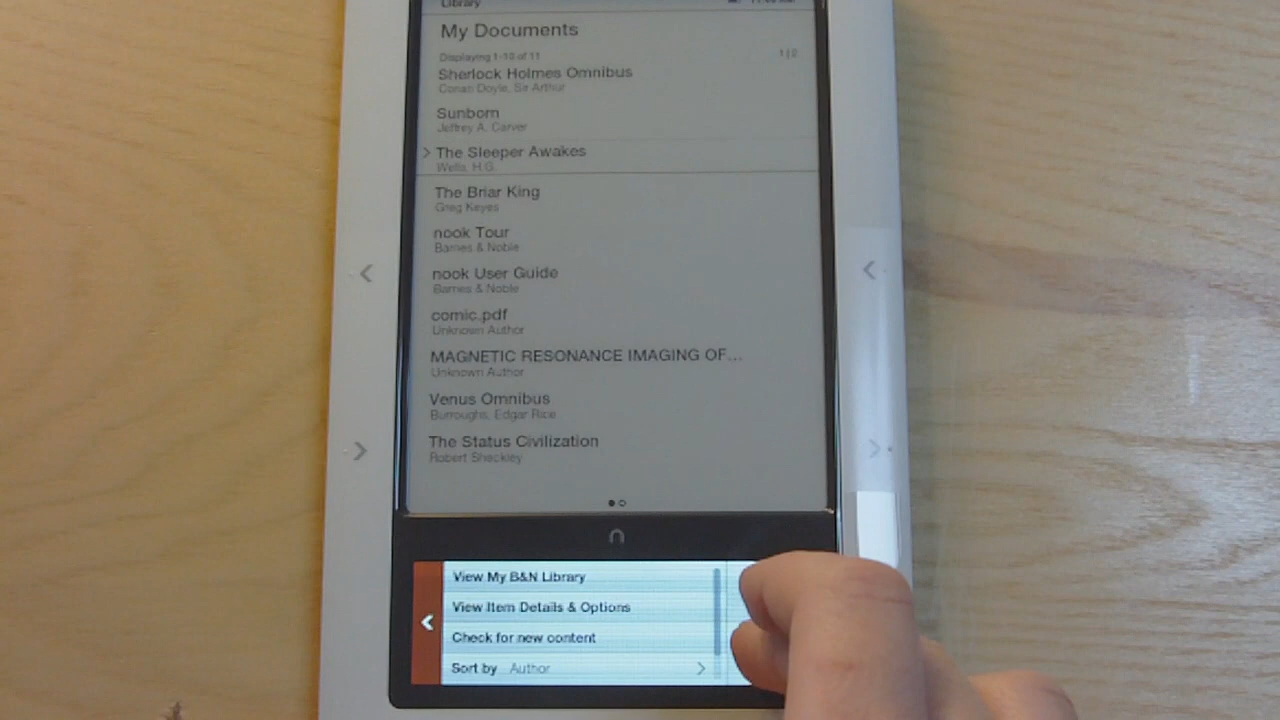 Library
My Documents
Displaying 1-10 of 11
1 | 2
Sherlock Holmes Omnibus
Conan Doyle, Sir Arthur
Sunborn
Jeffrey A. Carver
The Sleeper Awakes
Wells, H.G.
The Briar King
Greg Keyes
nook Tour
Barnes & Noble
nook User Guide
Barnes & Noble
comic.pdf
Unknown Author
MAGNETIC RESONANCE IMAGING OF...
Unknown Author
Venus Omnibus
Burroughs, Edgar Rice
The Status Civilization
Robert Sheckley
View My B&N Library
View Item Details & Options
Check for new content
Sort by Author